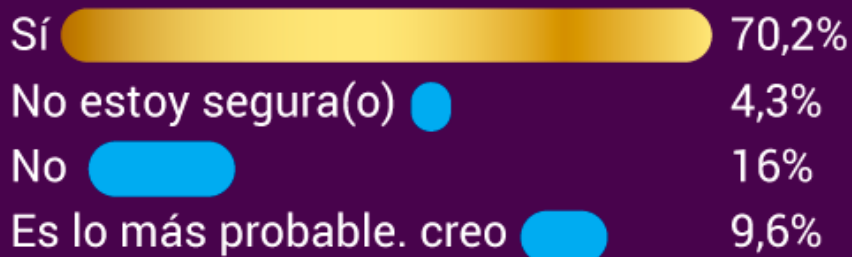 Sí 70,2%
No estoy segura(o) 4,3%
No 16%
Es lo más probable. creo 9,6%